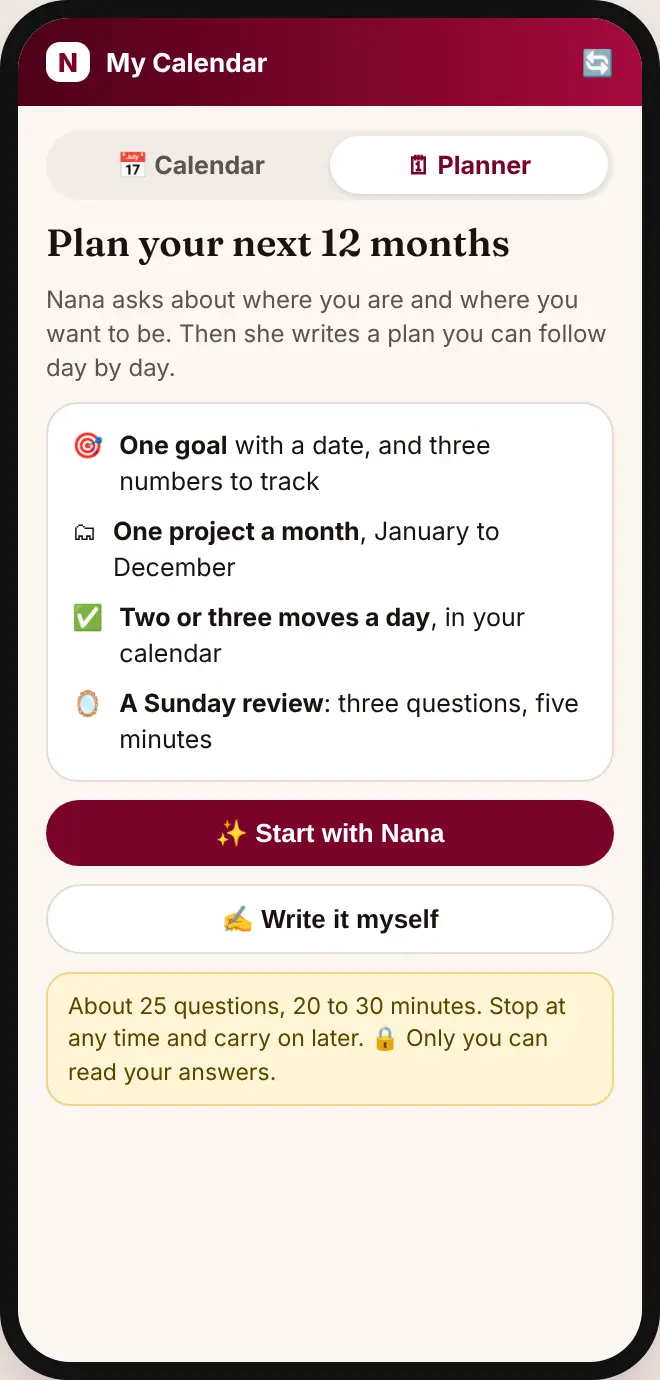 N My Calendar
Calendar
Planner
Plan your next 12 months
Nana asks about where you are and where you
want to be. Then she writes a plan you can follow
day by day.
One goal with a date, and three
numbers to track
One project a month, January to
December
Two or three moves a day, in your
calendar
A Sunday review: three questions, five
minutes
Start with Nana
Write it myself
About 25 questions, 20 to 30 minutes. Stop at
any time and carry on later. Only you can
read your answers.